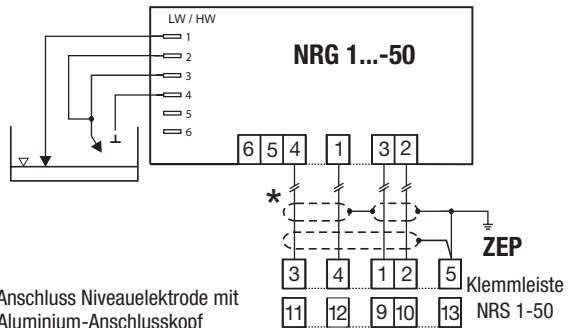 LW / HW
1
2
3
4
5
6
NRG 1...-50
6 5 4 1 3 2
*
ZEP
3 4 1 2 5
Klemmleiste
NRS 1-50
11 12 9 10 13
Anschluss Niveauelektrode mit
Aluminium-Anschlusskopf